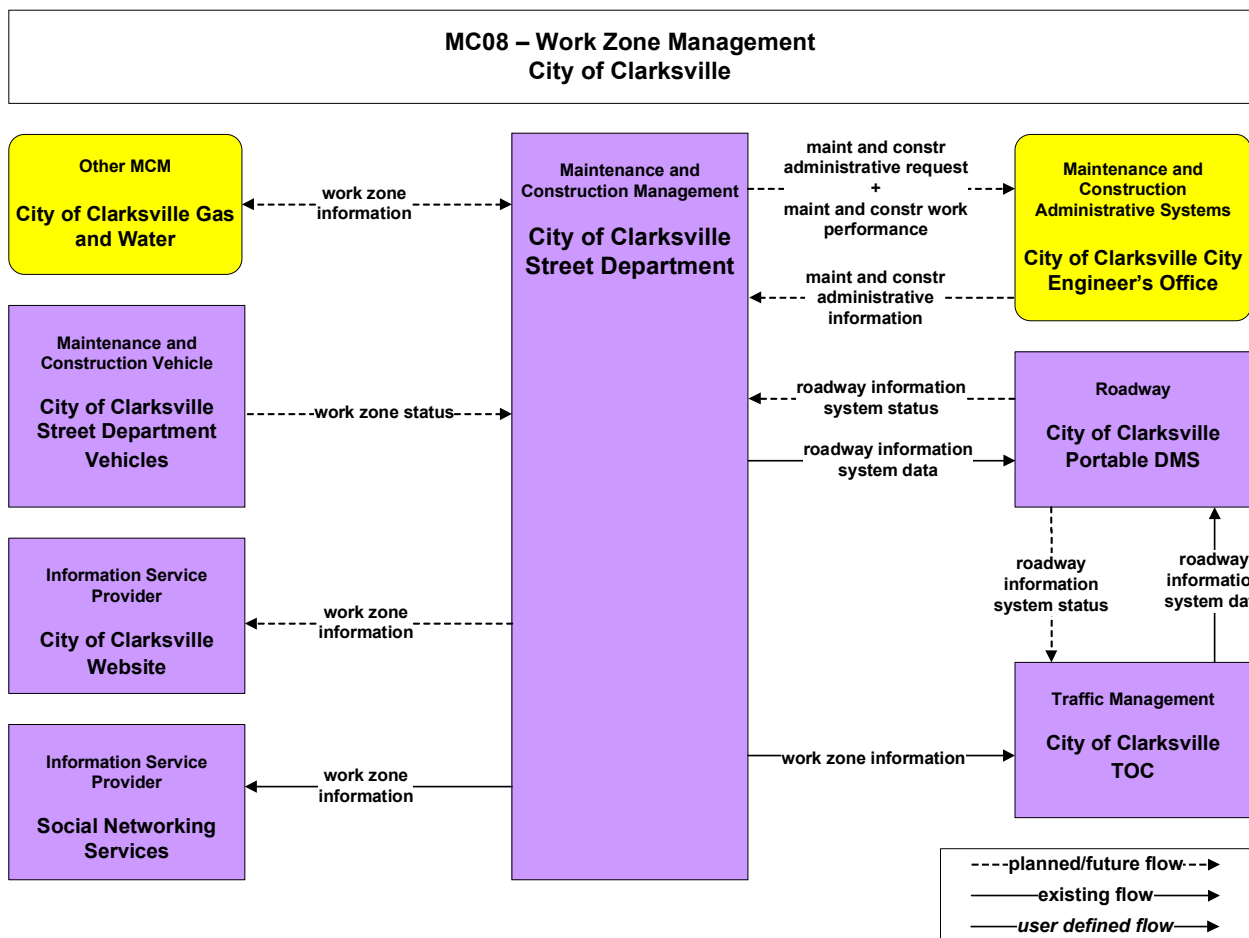 MC08 – Work Zone Management
City of Clarksville
Other MCM
City of Clarksville Gas
and Water
work zone
information
Maintenance and
Construction Management
City of Clarksville
Street Department
maint and constr
administrative request
+
maint and constr work
performance
maint and constr
administrative
information
Maintenance and
Construction
Administrative Systems
City of Clarksville City
Engineer's Office
Maintenance and
Construction Vehicle
City of Clarksville
Street Department
Vehicles
work zone status
roadway information
system status
roadway information
system data
Roadway
City of Clarksville
Portable DMS
roadway
information
system status
roadway
informatio
system dat
Information Service
Provider
City of Clarksville
Website
work zone
information
Information Service
Provider
Social Networking
Services
work zone
information
work zone information
Traffic Management
City of Clarksville
TOC
planned/future flow
existing flow
user defined flow